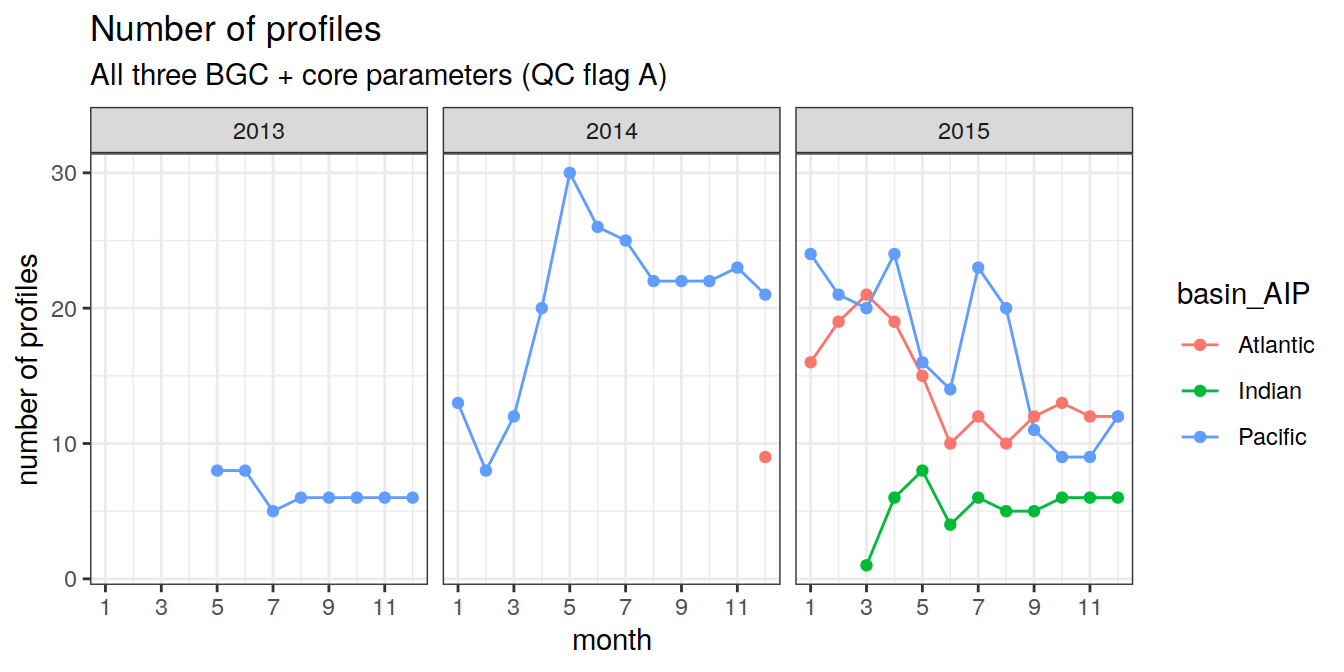 Number of profiles
All three BGC + core parameters (QC flag A)
2013 2014 2015
30
20
10
0
number of profiles
1 3 5 7 9 11 1 3 5 7 9 11 1 3 5 7 9 11
month
basin_AIP
Atlantic
Indian
Pacific